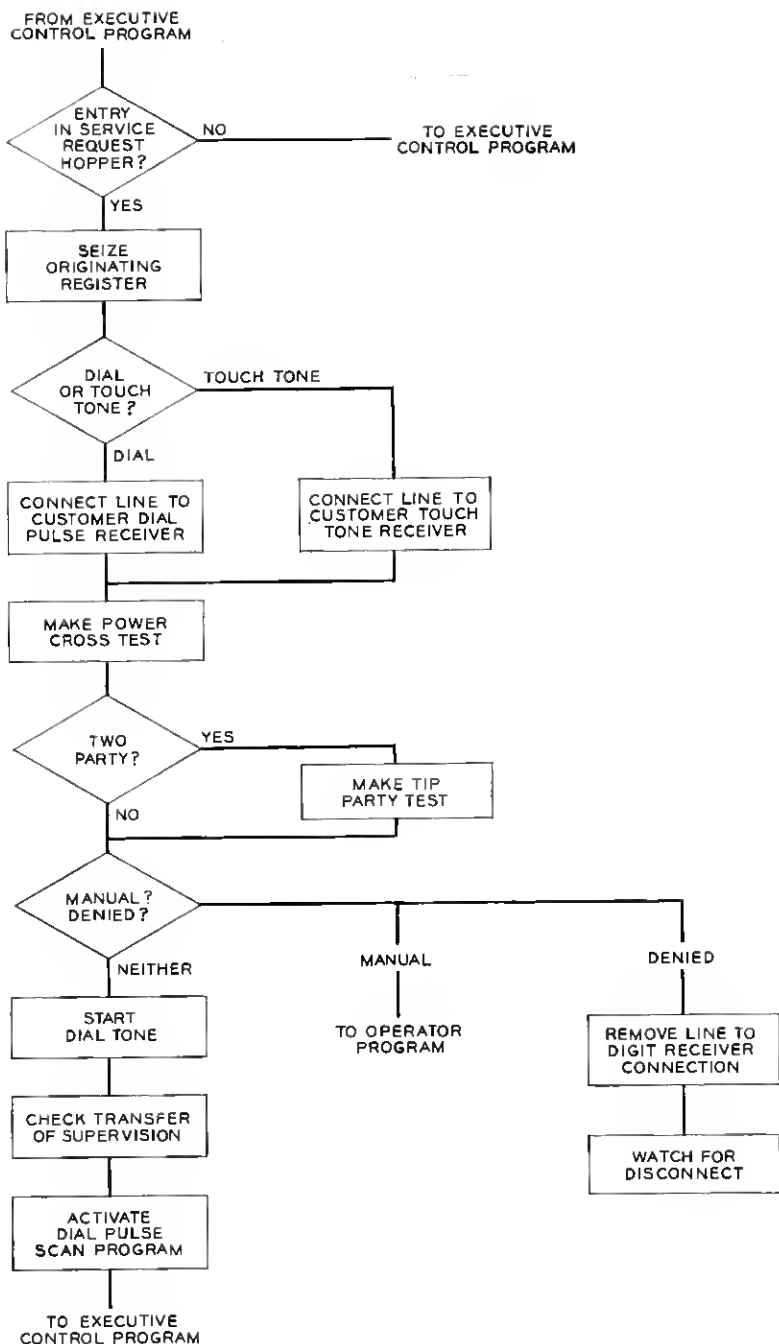 FROM EXECUTIVE
CONTROL PROGRAM
ENTRY
IN SERVICE
REQUEST
HOPPER?
NO
TO EXECUTIVE
CONTROL PROGRAM
YES
SEIZE
ORIGINATING
REGISTER
DIAL
OR TOUCH
TONE?
TOUCH TONE
DIAL
CONNECT LINE TO
CUSTOMER DIAL
PULSE RECEIVER
CONNECT LINE TO
CUSTOMER TOUCH
TONE RECEIVER
MAKE POWER
CROSS TEST
TWO
PARTY?
YES
MAKE TIP
PARTY TEST
NO
MANUAL?
DENIED?
NEITHER
MANUAL
DENIED
START
DIAL TONE
TO OPERATOR
PROGRAM
REMOVE LINE TO
DIGIT RECEIVER
CONNECTION
CHECK TRANSFER
OF SUPERVISION
WATCH FOR
DISCONNECT
ACTIVATE
DIAL PULSE
SCAN PROGRAM
TO EXECUTIVE
CONTROL PROGRAM